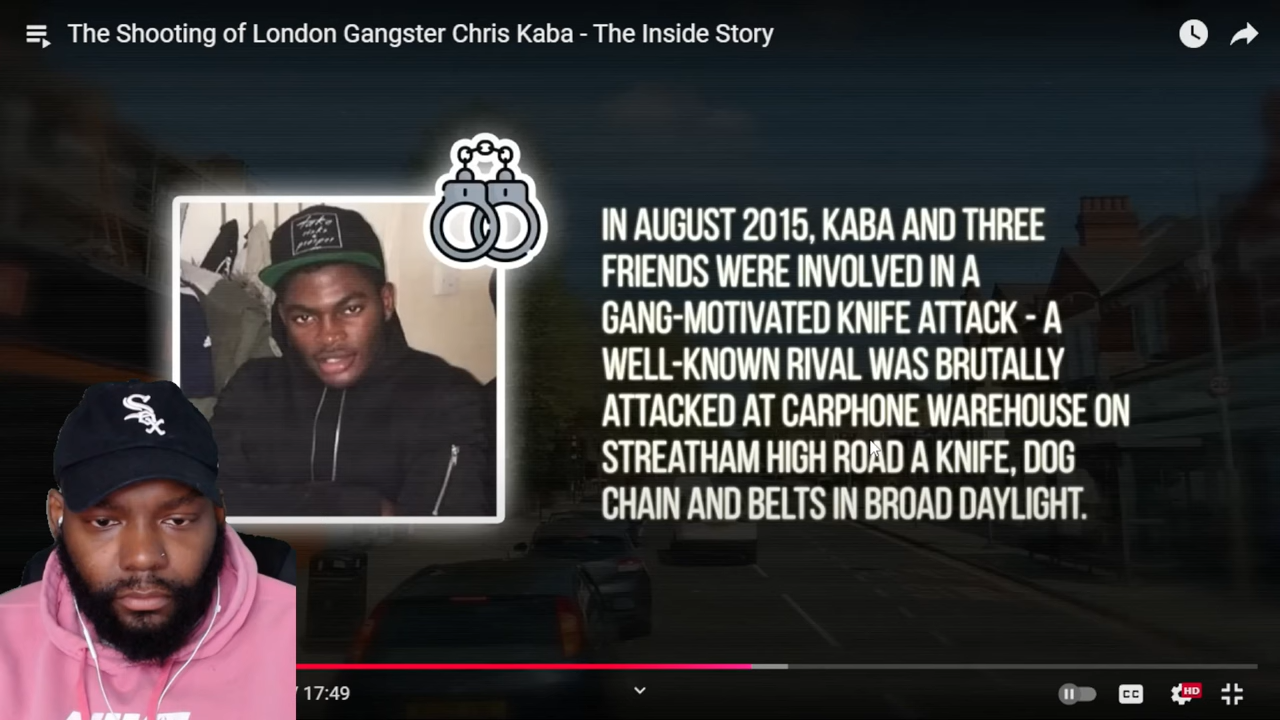 The Shooting of London Gangster Chris Kaba - The Inside Story
IN AUGUST 2015, KABA AND THREE
FRIENDS WERE INVOLVED IN A
GANG-MOTIVATED KNIFE ATTACK - A
WELL-KNOWN RIVAL WAS BRUTALLY
ATTACKED AT CARPHONE WAREHOUSE ON
STREATHAM HIGH ROAD A KNIFE, DOG
CHAIN AND BELTS IN BROAD DAYLIGHT.
Sox
/ 17:49
CC
HD